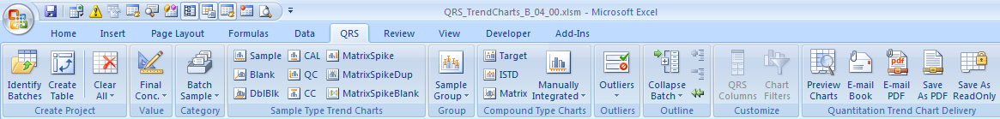 QRS_TrendCharts_B_04_00.xlsm - Microsoft Excel
Home Insert Page Layout Formulas Data QRS Review View Developer Add-Ins
Identify Batches
Create Table
Clear All
Final Conc.
Batch Sample
Sample CAL MatrixSpike
Blank QC MatrixSpikeDup
DblBlk CC MatrixSpikeBlank
Sample Group
Target
ISTD
Matrix
Manually Integrated
Outliers
Collapse Batch
QRS Columns
Chart Filters
Preview Charts
E-mail Book
E-mail PDF
Save As PDF
Save As ReadOnly
Create Project Value Category Sample Type Trend Charts Group Compound Type Charts Outliers Outline Customize Quantitation Trend Chart Delivery